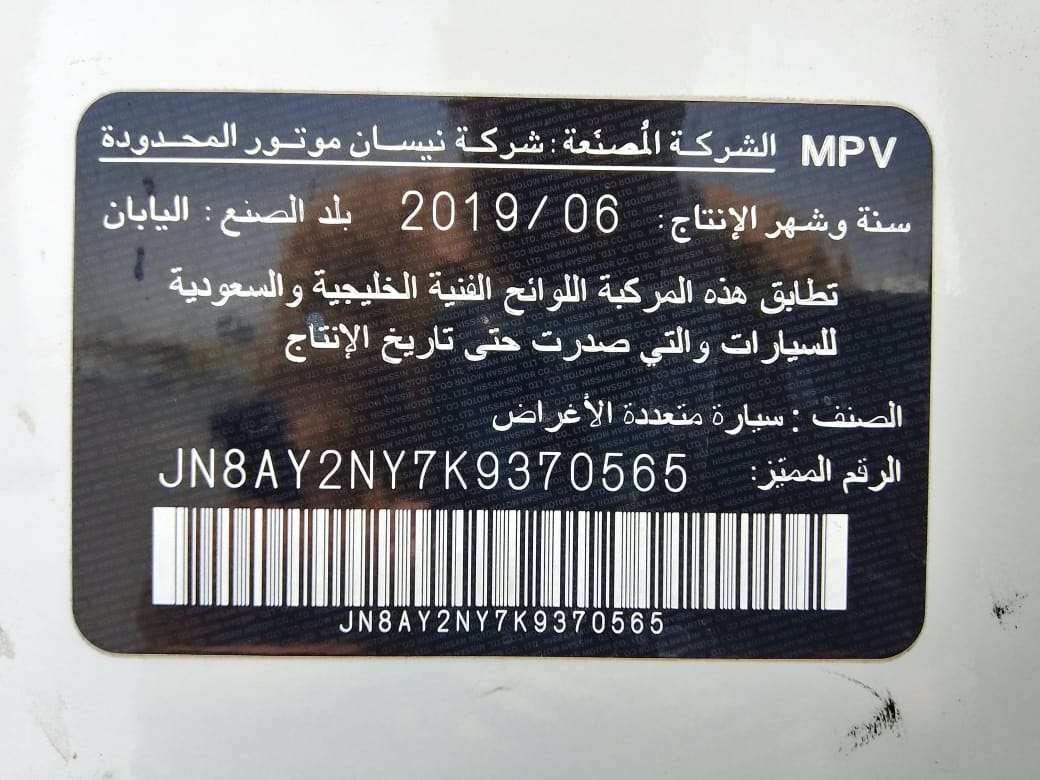 MPV الشركة المُصنَعة : شركة نيسان موتور المحدودة
سنة وشهر الإنتاج: 2019/06 بلد الصنع : اليابان
تطابق هذه المركبة اللوائح الفنية الخليجية والسعودية
للسيارات والتي صدرت حتى تاريخ الإنتاج
الصنف : سيارة متعددة الأغراض
الرقم المميّز: JN8AY2NY7K9370565
JN8AY2NY7K9370565